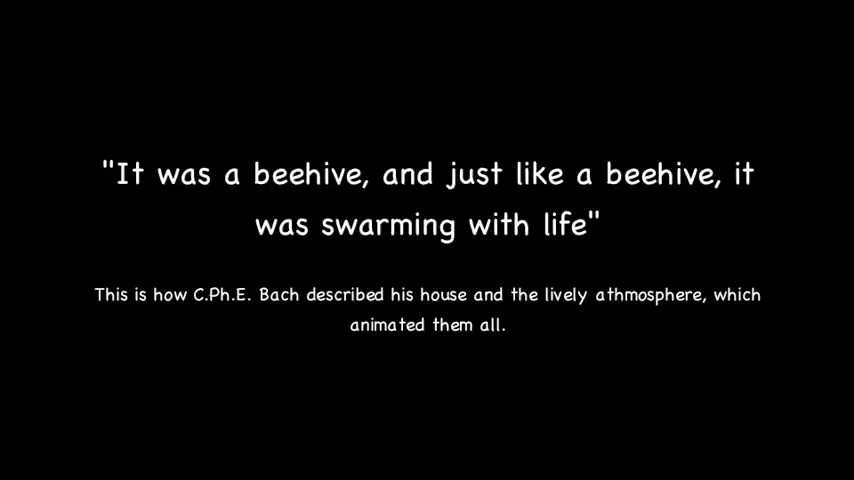 "It was a beehive, and just like a beehive, it
was swarming with life"
This is how C.Ph.E. Bach described his house and the lively athmosphere, which
animated them all.